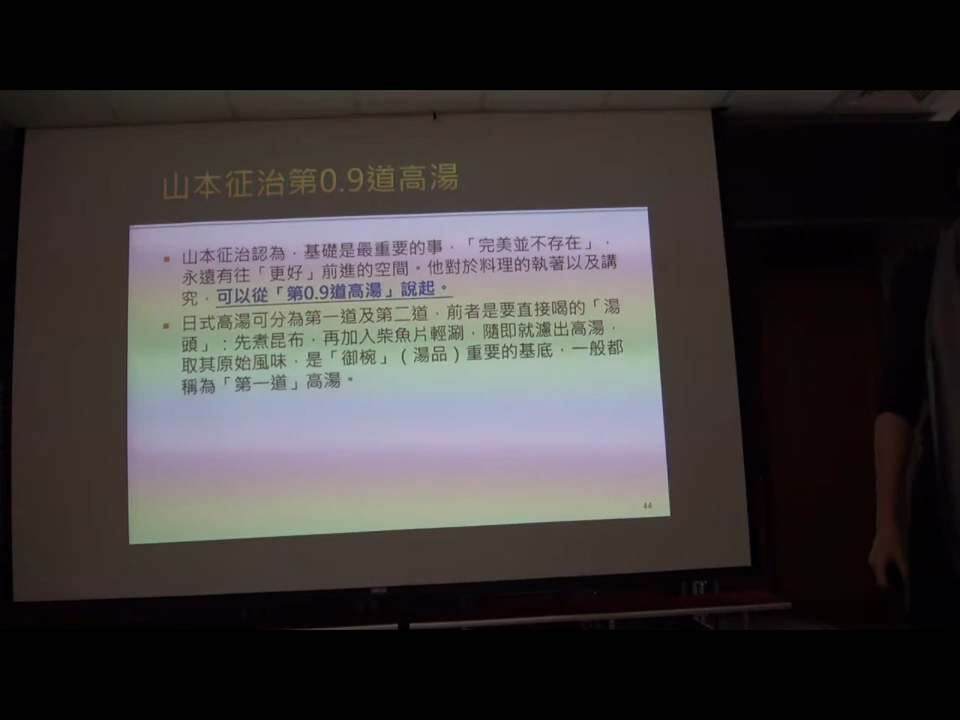 山本征治第0.9道高湯
▪ 山本征治認為，基礎是最重要的事，「完美並不存在」，
永遠有往「更好」前進的空間。他對於料理的執著以及講
究，可以從「第0.9道高湯」說起。
▪ 日式高湯可分為第一道及第二道，前者是要直接喝的「湯
頭」：先煮昆布，再加入柴魚片輕涮，隨即就濾出高湯，
取其原始風味，是「御椀」（湯品）重要的基底，一般都
稱為「第一道」高湯。
44